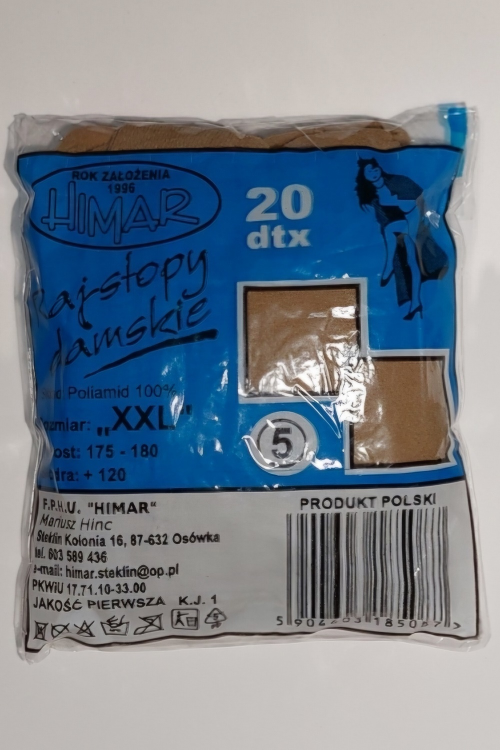 ROK ZAŁOŻENIA
1996
HIMAR
20
dtx
Rajstopy
damskie
Poliamid 100%
"XXL"
5
175 - 180
+ 120
F.P.H.U. "HIMAR"
Mariusz Hinc
Steklin Kolonia 16, 87-632 Osówka
tel. 603 589 436
e-mail: himar.steklin@op.pl
PKWiU 17.71.10-33.00
JAKOŚĆ PIERWSZA K.J. 1
PRODUKT POLSKI